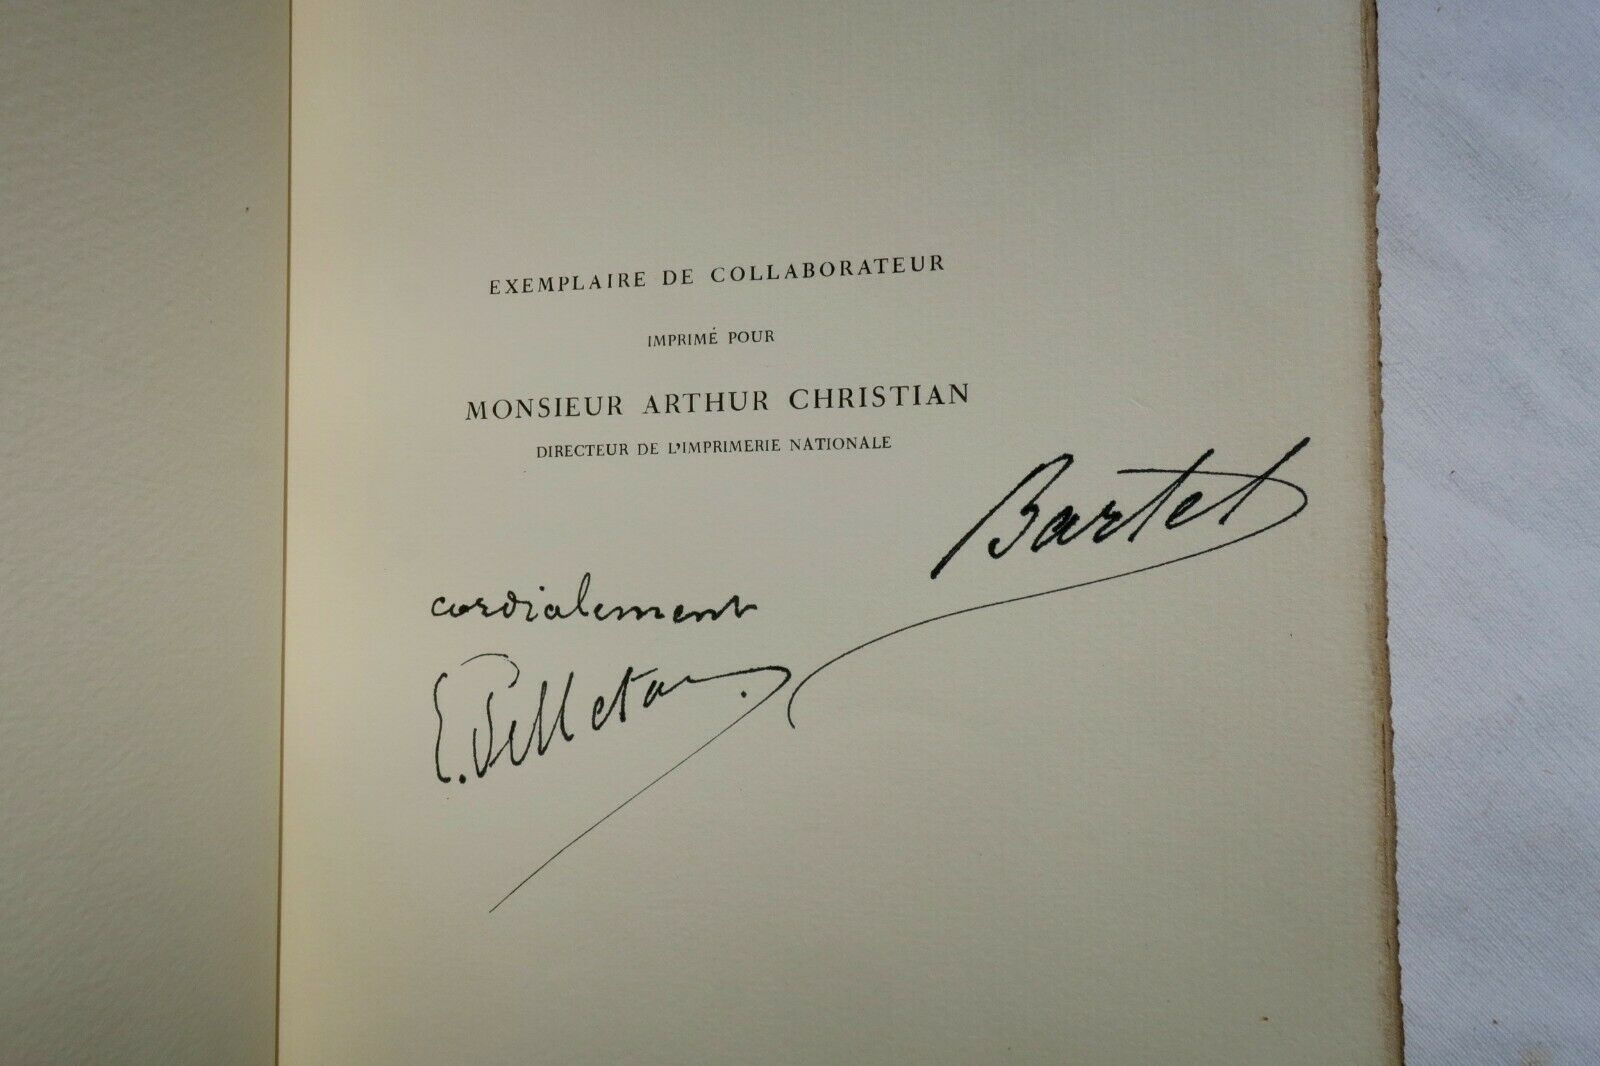 EXEMPLAIRE DE COLLABORATEUR
IMPRIMÉ POUR
MONSIEUR ARTHUR CHRISTIAN
DIRECTEUR DE L'IMPRIMERIE NATIONALE
Bartet
cordialement
E. Pelletan.